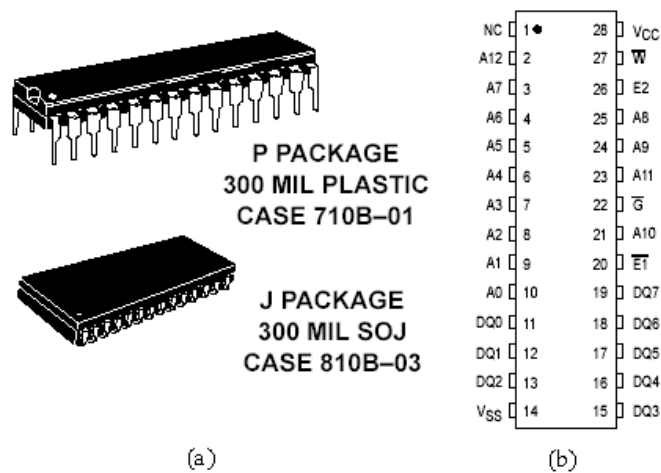 P PACKAGE
300 MIL PLASTIC
CASE 710B–01
J PACKAGE
300 MIL SOJ
CASE 810B–03
(a)
NC 1 28 VCC
A12 2 27 W̅
A7 3 26 E2
A6 4 25 A8
A5 5 24 A9
A4 6 23 A11
A3 7 22 G̅
A2 8 21 A10
A1 9 20 E̅1̅
A0 10 19 DQ7
DQ0 11 18 DQ6
DQ1 12 17 DQ5
DQ2 13 16 DQ4
VSS 14 15 DQ3
(b)